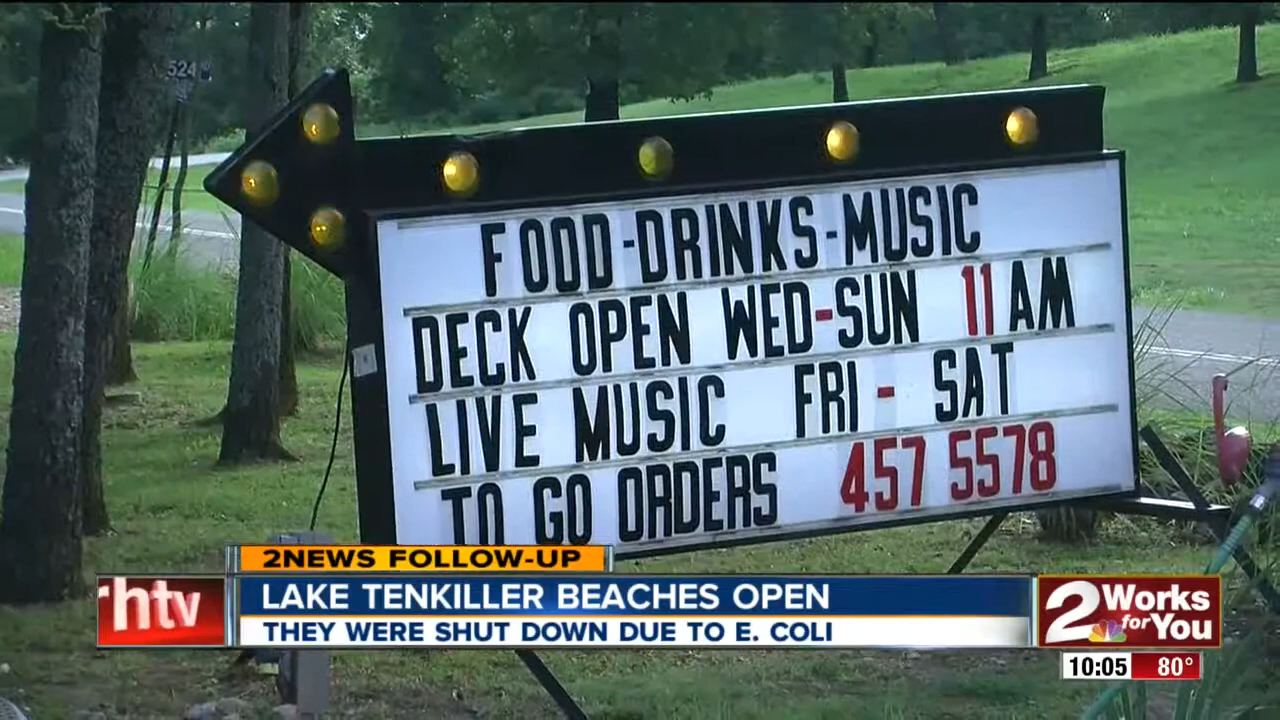 524
FOOD-DRINKS-MUSIC
DECK OPEN WED-SUN 11 AM
LIVE MUSIC FRI - SAT
TO GO ORDERS 457 5578
2NEWS FOLLOW-UP
rhtv
LAKE TENKILLER BEACHES OPEN
THEY WERE SHUT DOWN DUE TO E. COLI
2 Works for You
10:05 80°